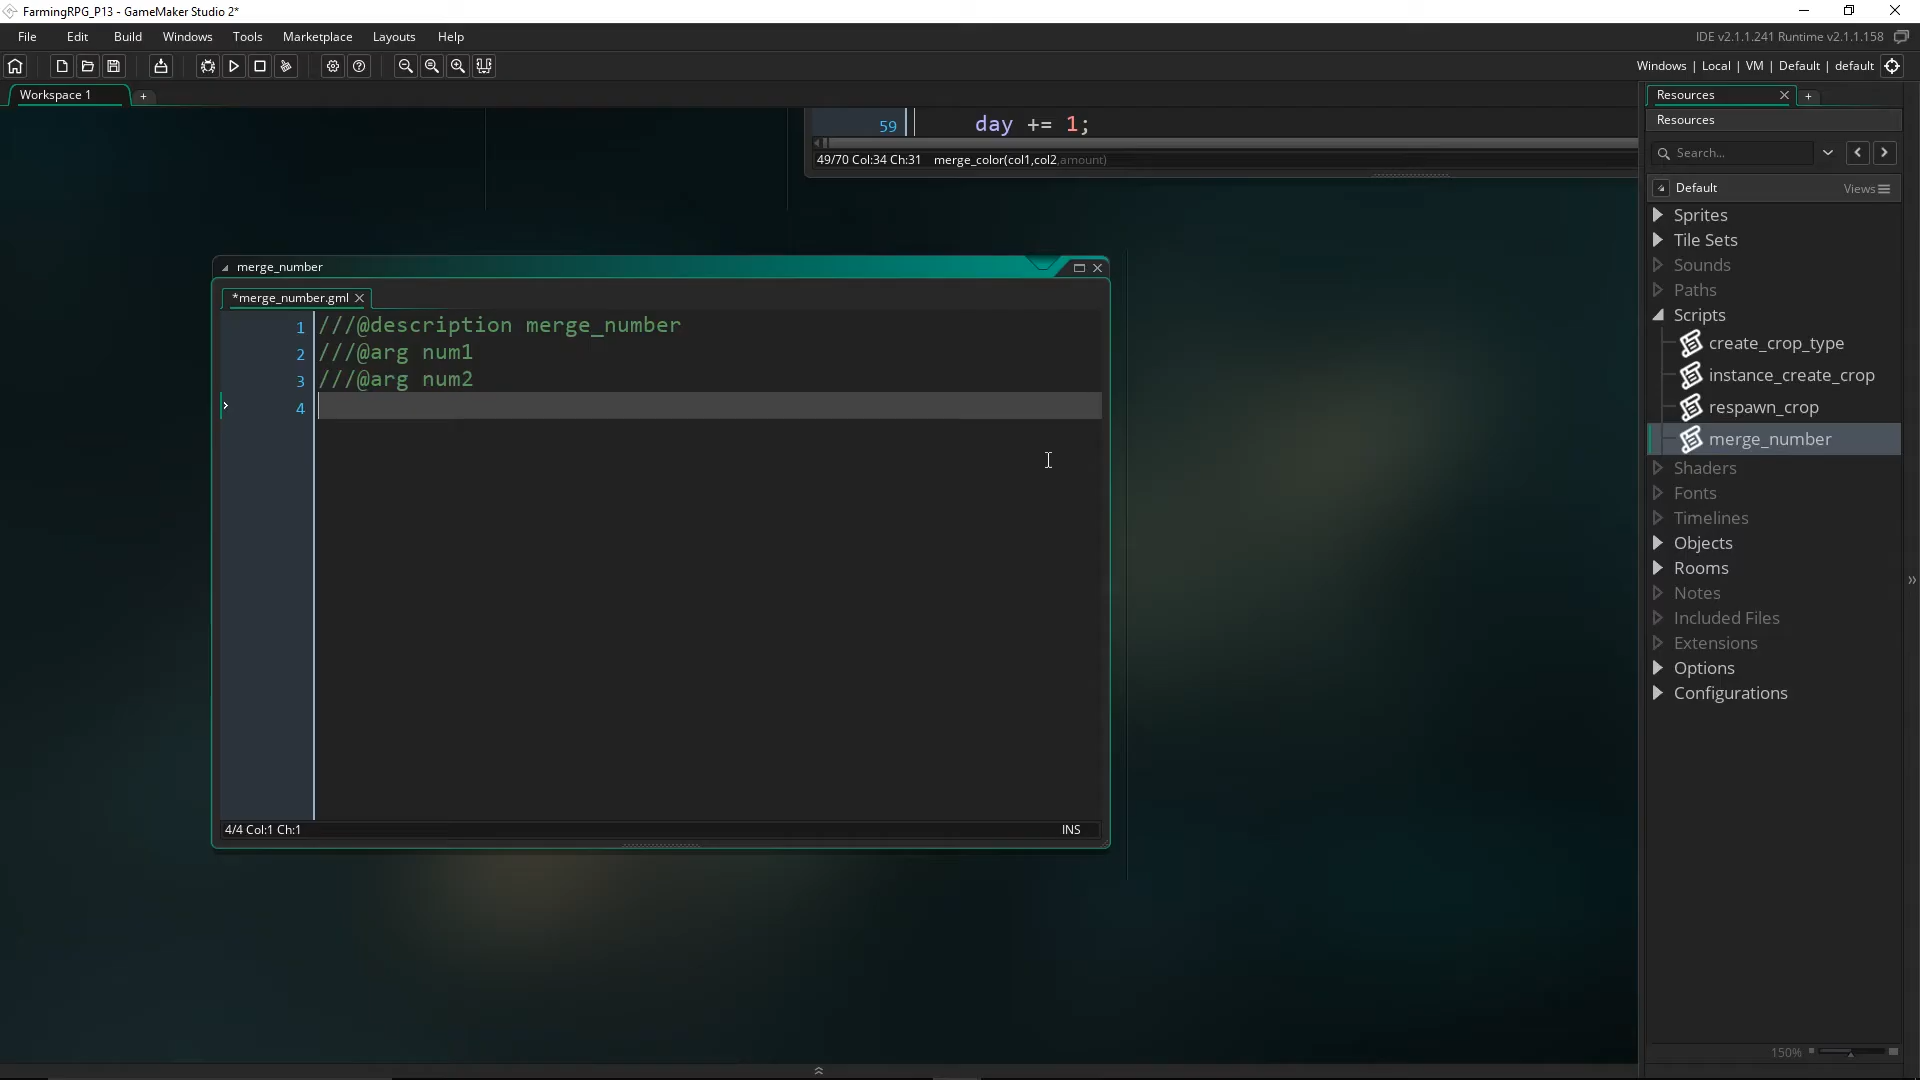 FarmingRPG_P13 - GameMaker Studio 2*
File Edit Build Windows Tools Marketplace Layouts Help
IDE v2.1.1.241 Runtime v2.1.1.158
Windows | Local | VM | Default | default
Workspace 1
+
59 day += 1;
49/70 Col:34 Ch:31 merge_color(col1,col2,amount)
merge_number
*merge_number.gml
1 ///@description merge_number
2 ///@arg num1
3 ///@arg num2
4
4/4 Col:1 Ch:1 INS
Resources
+
Resources
Search...
Default Views
Sprites
Tile Sets
Sounds
Paths
Scripts
create_crop_type
instance_create_crop
respawn_crop
merge_number
Shaders
Fonts
Timelines
Objects
Rooms
Notes
Included Files
Extensions
Options
Configurations
150%